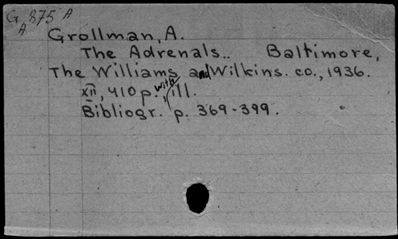 G 875 A
A
Grollman, A.
The Adrenals.. Baltimore,
The Williams and Wilkins. co., 1936.
XII, 410 p. with ill.
Bibliogr. p. 369-399.